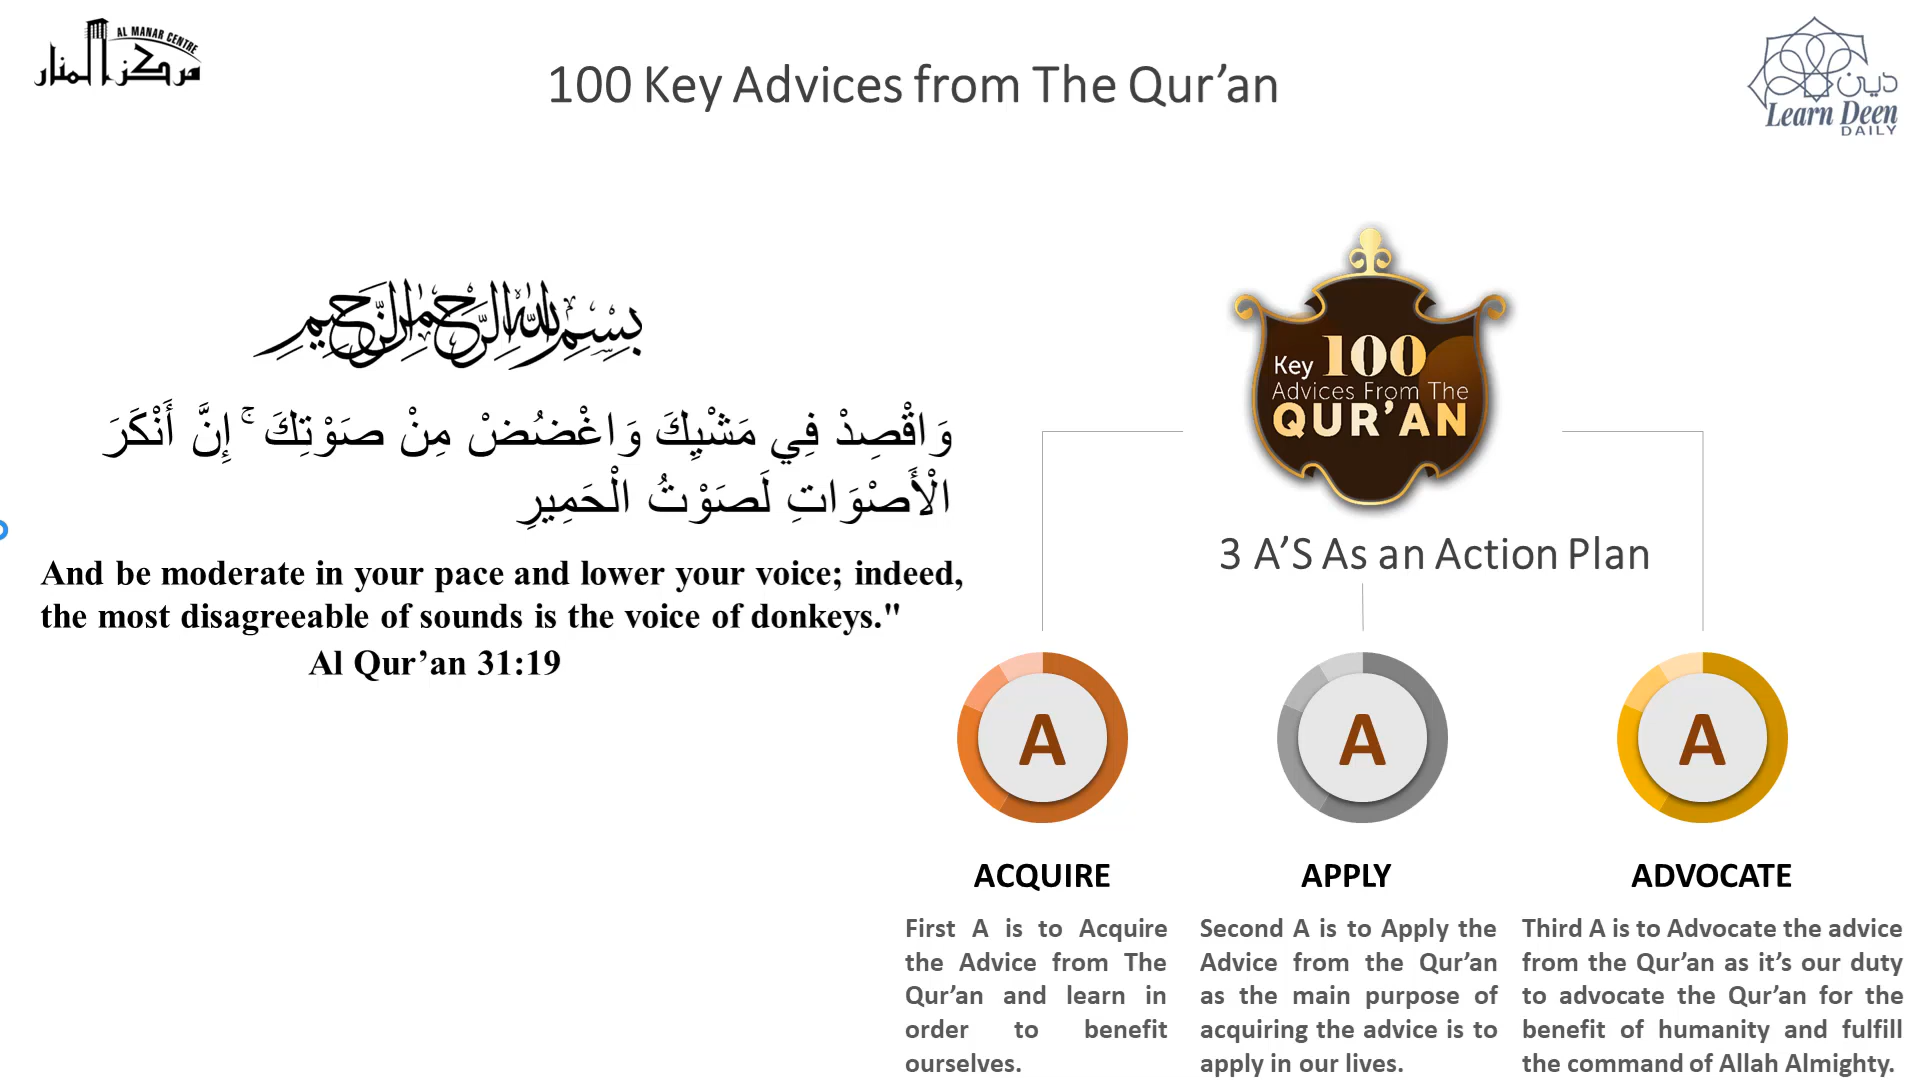 AL MANAR CENTRE
مركز المنار
100 Key Advices from The Qur’an
دين
Learn Deen
DAILY
بِسْمِ اللهِ الرَّحْمٰنِ الرَّحِيمِ
وَاقْصِدْ فِي مَشْيِكَ وَاغْضُضْ مِنْ صَوْتِكَ ۚ إِنَّ أَنْكَرَ
الْأَصْوَاتِ لَصَوْتُ الْحَمِيرِ
And be moderate in your pace and lower your voice; indeed,
the most disagreeable of sounds is the voice of donkeys."
Al Qur’an 31:19
Key 100
Advices From The
QUR’AN
3 A’S As an Action Plan
A
A
A
ACQUIRE
First A is to Acquire
the Advice from The
Qur’an and learn in
order to benefit
ourselves.
APPLY
Second A is to Apply the
Advice from the Qur’an
as the main purpose of
acquiring the advice is to
apply in our lives.
ADVOCATE
Third A is to Advocate the advice
from the Qur’an as it’s our duty
to advocate the Qur’an for the
benefit of humanity and fulfill
the command of Allah Almighty.